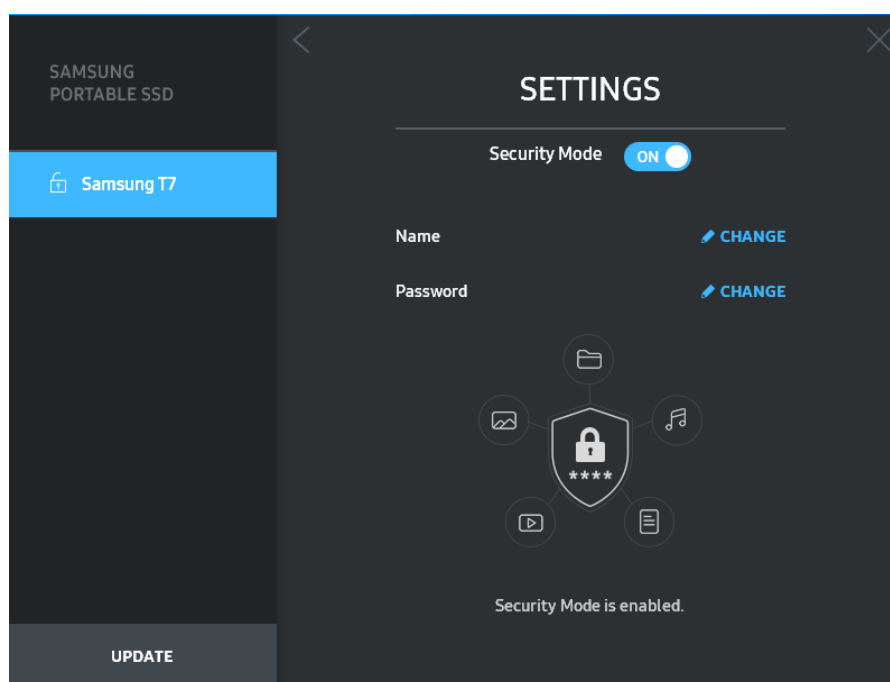 SAMSUNG
PORTABLE SSD
Samsung T7
UPDATE
SETTINGS
Security Mode ON
Name CHANGE
Password CHANGE
****
Security Mode is enabled.